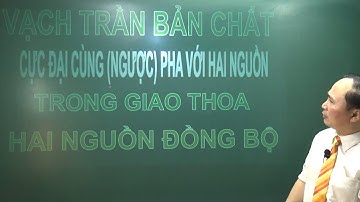 VẠCH TRẦN BẢN CHẤT
CỰC ĐẠI CÙNG (NGƯỢC) PHA VỚI HAI NGUỒN
TRONG GIAO THOA
HAI NGUỒN ĐỒNG BỘ